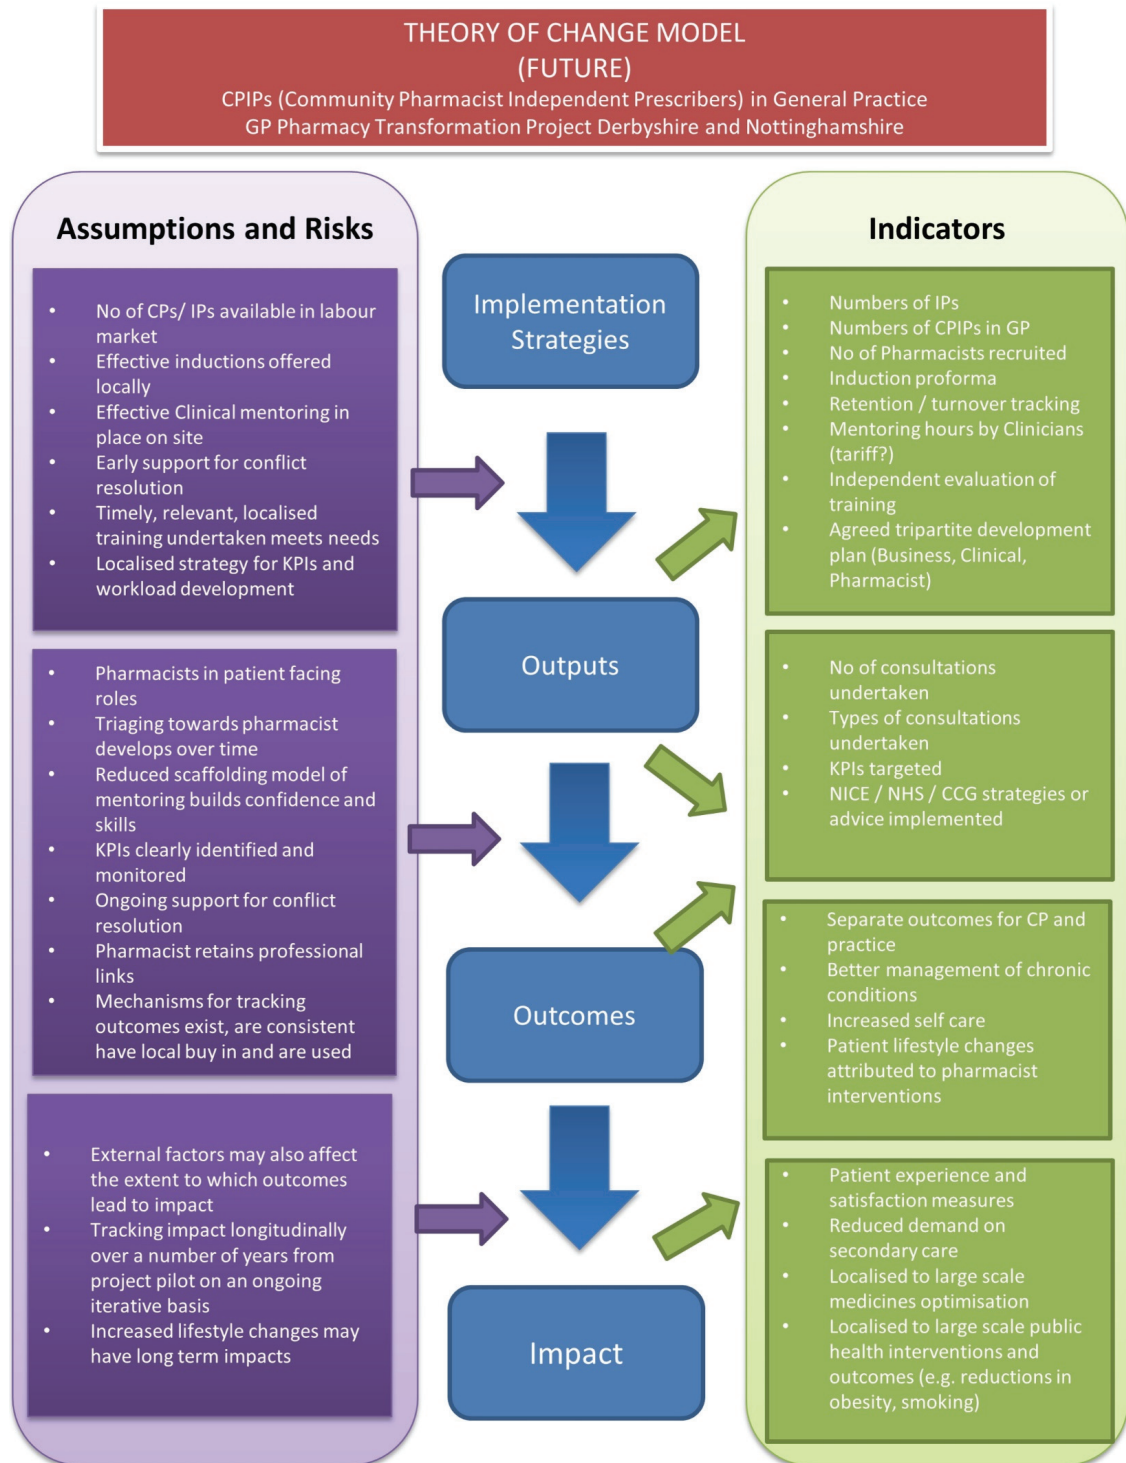 THEORY OF CHANGE MODEL
(FUTURE)
CPIPs (Community Pharmacist Independent Prescribers) in General Practice
GP Pharmacy Transformation Project Derbyshire and Nottinghamshire
Assumptions and Risks
• No of CPs/ IPs available in labour
market
• Effective inductions offered
locally
• Effective Clinical mentoring in
place on site
• Early support for conflict
resolution
• Timely, relevant, localised
training undertaken meets needs
• Localised strategy for KPIs and
workload development
• Pharmacists in patient facing
roles
• Triaging towards pharmacist
develops over time
• Reduced scaffolding model of
mentoring builds confidence and
skills
• KPIs clearly identified and
monitored
• Ongoing support for conflict
resolution
• Pharmacist retains professional
links
• Mechanisms for tracking
outcomes exist, are consistent
have local buy in and are used
• External factors may also affect
the extent to which outcomes
lead to impact
• Tracking impact longitudinally
over a number of years from
project pilot on an ongoing
iterative basis
• Increased lifestyle changes may
have long term impacts
Implementation
Strategies
Outputs
Outcomes
Impact
Indicators
• Numbers of IPs
• Numbers of CPIPs in GP
• No of Pharmacists recruited
• Induction proforma
• Retention / turnover tracking
• Mentoring hours by Clinicians
(tariff?)
• Independent evaluation of
training
• Agreed tripartite development
plan (Business, Clinical,
Pharmacist)
• No of consultations
undertaken
• Types of consultations
undertaken
• KPIs targeted
• NICE / NHS / CCG strategies or
advice implemented
• Separate outcomes for CP and
practice
• Better management of chronic
conditions
• Increased self care
• Patient lifestyle changes
attributed to pharmacist
interventions
• Patient experience and
satisfaction measures
• Reduced demand on
secondary care
• Localised to large scale
medicines optimisation
• Localised to large scale public
health interventions and
outcomes (e.g. reductions in
obesity, smoking)